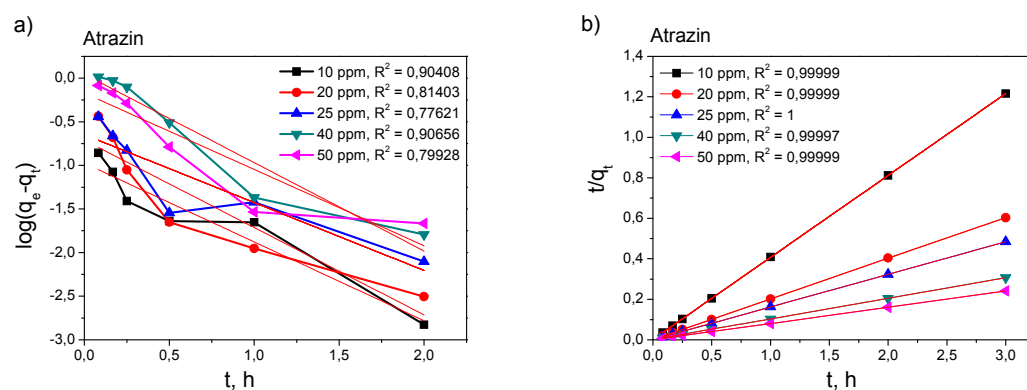 a)
Atrazin
10 ppm, R² = 0,90408
20 ppm, R² = 0,81403
25 ppm, R² = 0,77621
40 ppm, R² = 0,90656
50 ppm, R² = 0,79928
0,0
-0,5
-1,0
-1,5
-2,0
-2,5
-3,0
log(qₑ-qₜ)
0,0 0,5 1,0 1,5 2,0
t, h
b)
Atrazin
10 ppm, R² = 0,99999
20 ppm, R² = 0,99999
25 ppm, R² = 1
40 ppm, R² = 0,99997
50 ppm, R² = 0,99999
1,4
1,2
1,0
0,8
0,6
0,4
0,2
0,0
t/qₜ
0,0 0,5 1,0 1,5 2,0 2,5 3,0
t, h